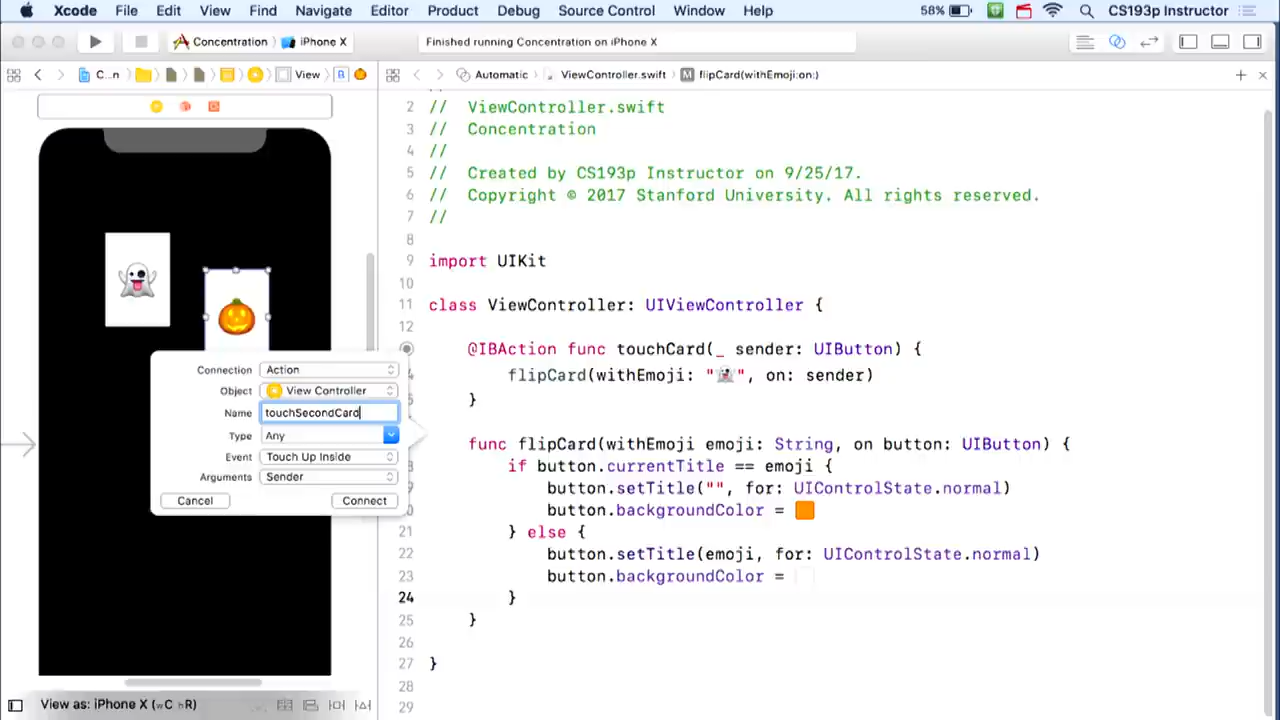 Xcode File Edit View Find Navigate Editor Product Debug Source Control Window Help 58% CS193p Instructor
Concentration iPhone X Finished running Concentration on iPhone X
C...n View Automatic ViewController.swift flipCard(withEmoji:on:)
2 // ViewController.swift
3 // Concentration
4 //
5 // Created by CS193p Instructor on 9/25/17.
6 // Copyright © 2017 Stanford University. All rights reserved.
7 //
8
9 import UIKit
10
11 class ViewController: UIViewController {
12
@IBAction func touchCard(_ sender: UIButton) {
flipCard(withEmoji: "👻", on: sender)
}
func flipCard(withEmoji emoji: String, on button: UIButton) {
if button.currentTitle == emoji {
button.setTitle("", for: UIControlState.normal)
button.backgroundColor =
21 } else {
22 button.setTitle(emoji, for: UIControlState.normal)
23 button.backgroundColor =
24 }
25 }
26
27 }
28
29
Connection Action
Object View Controller
Name touchSecondCard
Type Any
Event Touch Up Inside
Arguments Sender
Cancel Connect
View as: iPhone X (wC hR)